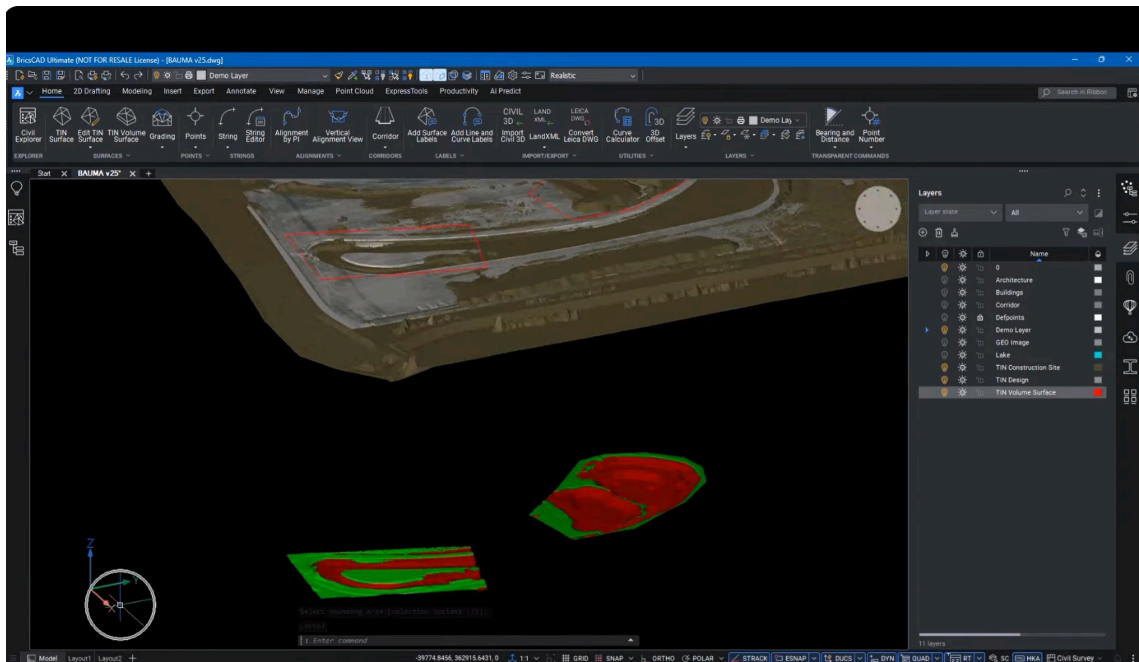 BricsCAD Ultimate (NOT FOR RESALE License) - [BAUMA v25.dwg]
Demo Layer
Realistic
Home 2D Drafting Modeling Insert Export Annotate View Manage Point Cloud ExpressTools Productivity AI Predict
Search in Ribbon
CIVIL 3D LAND XML LEICA DWG 3D Demo Lay
Civil Explorer TIN Surface Edit TIN Surface TIN Volume Surface Grading Points String String Editor Alignment by PI Vertical Alignment View Corridor Add Surface Labels Add Line and Curve Labels Import Civil 3D LandXML Convert Leica DWG Curve Calculator 3D Offset Layers Bearing and Distance Point Number
EXPLORER SURFACES POINTS STRINGS ALIGNMENTS CORRIDORS LABELS IMPORT/EXPORT UTILITIES LAYERS TRANSPARENT COMMANDS
Start BAUMA v25*
Layers
Layer state All
Name
0
Architecture
Buildings
Corridor
Defpoints
Demo Layer
GEO Image
Lake
TIN Construction Site
TIN Design
TIN Volume Surface
Z
Y
X
: Enter command
11 layers
Model Layout1 Layout2 -39774.8456, 362915.6431, 0 1:1 GRID SNAP ORTHO POLAR STRACK ESNAP DUCS DYN QUAD RT SC HKA Civil Survey